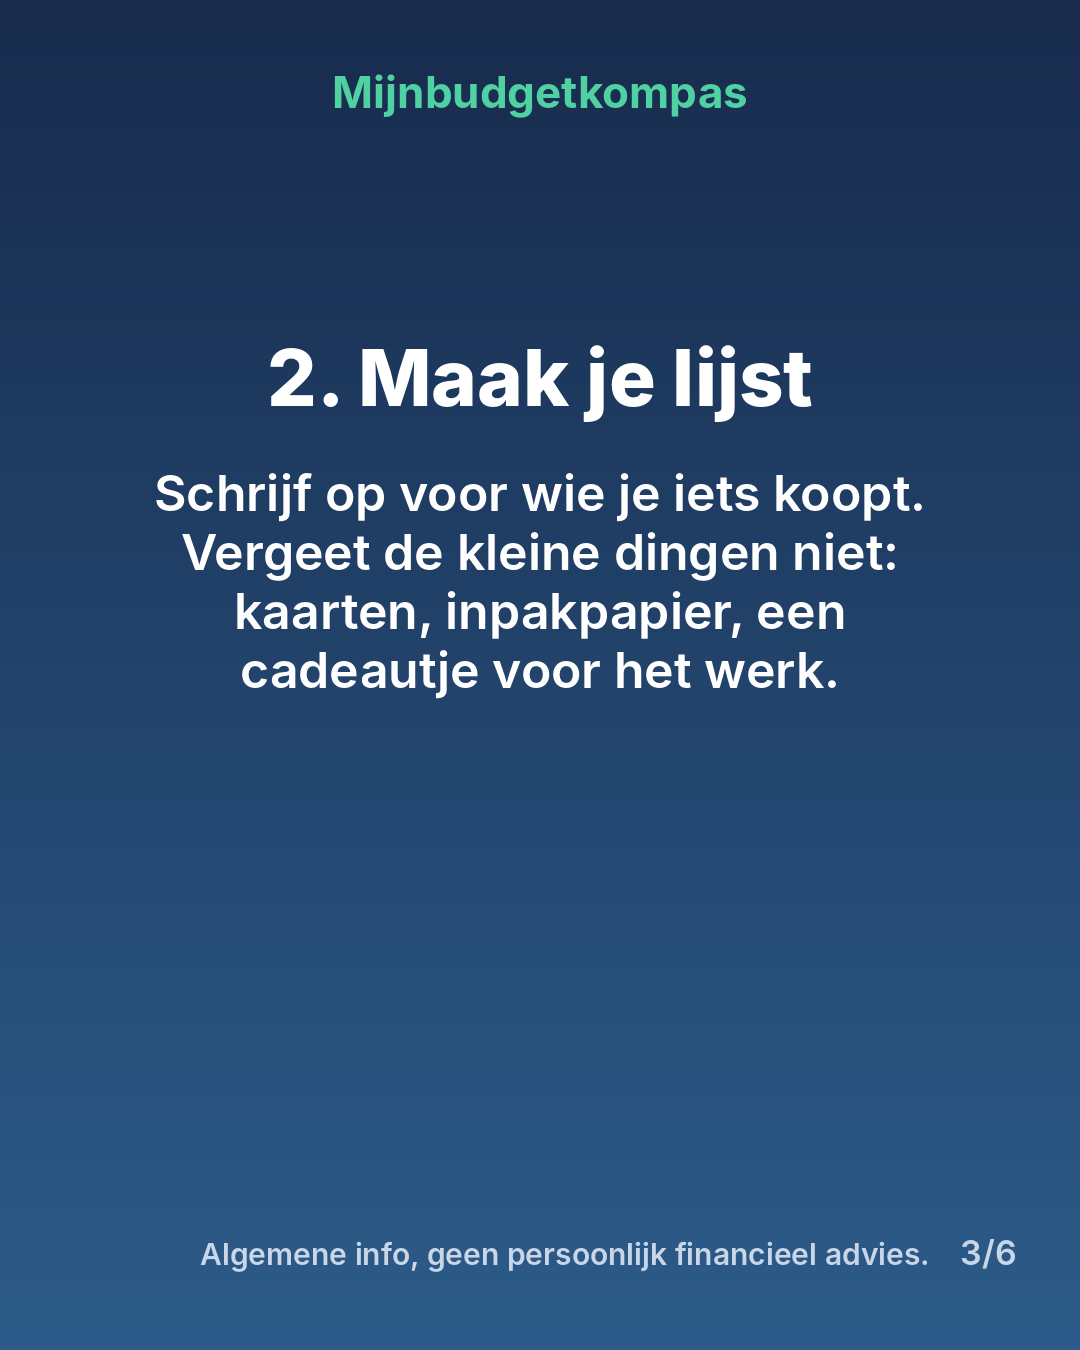 Mijnbudgetkompas
2. Maak je lijst
Schrijf op voor wie je iets koopt.
Vergeet de kleine dingen niet:
kaarten, inpakpapier, een
cadeautje voor het werk.
Algemene info, geen persoonlijk financieel advies. 3/6